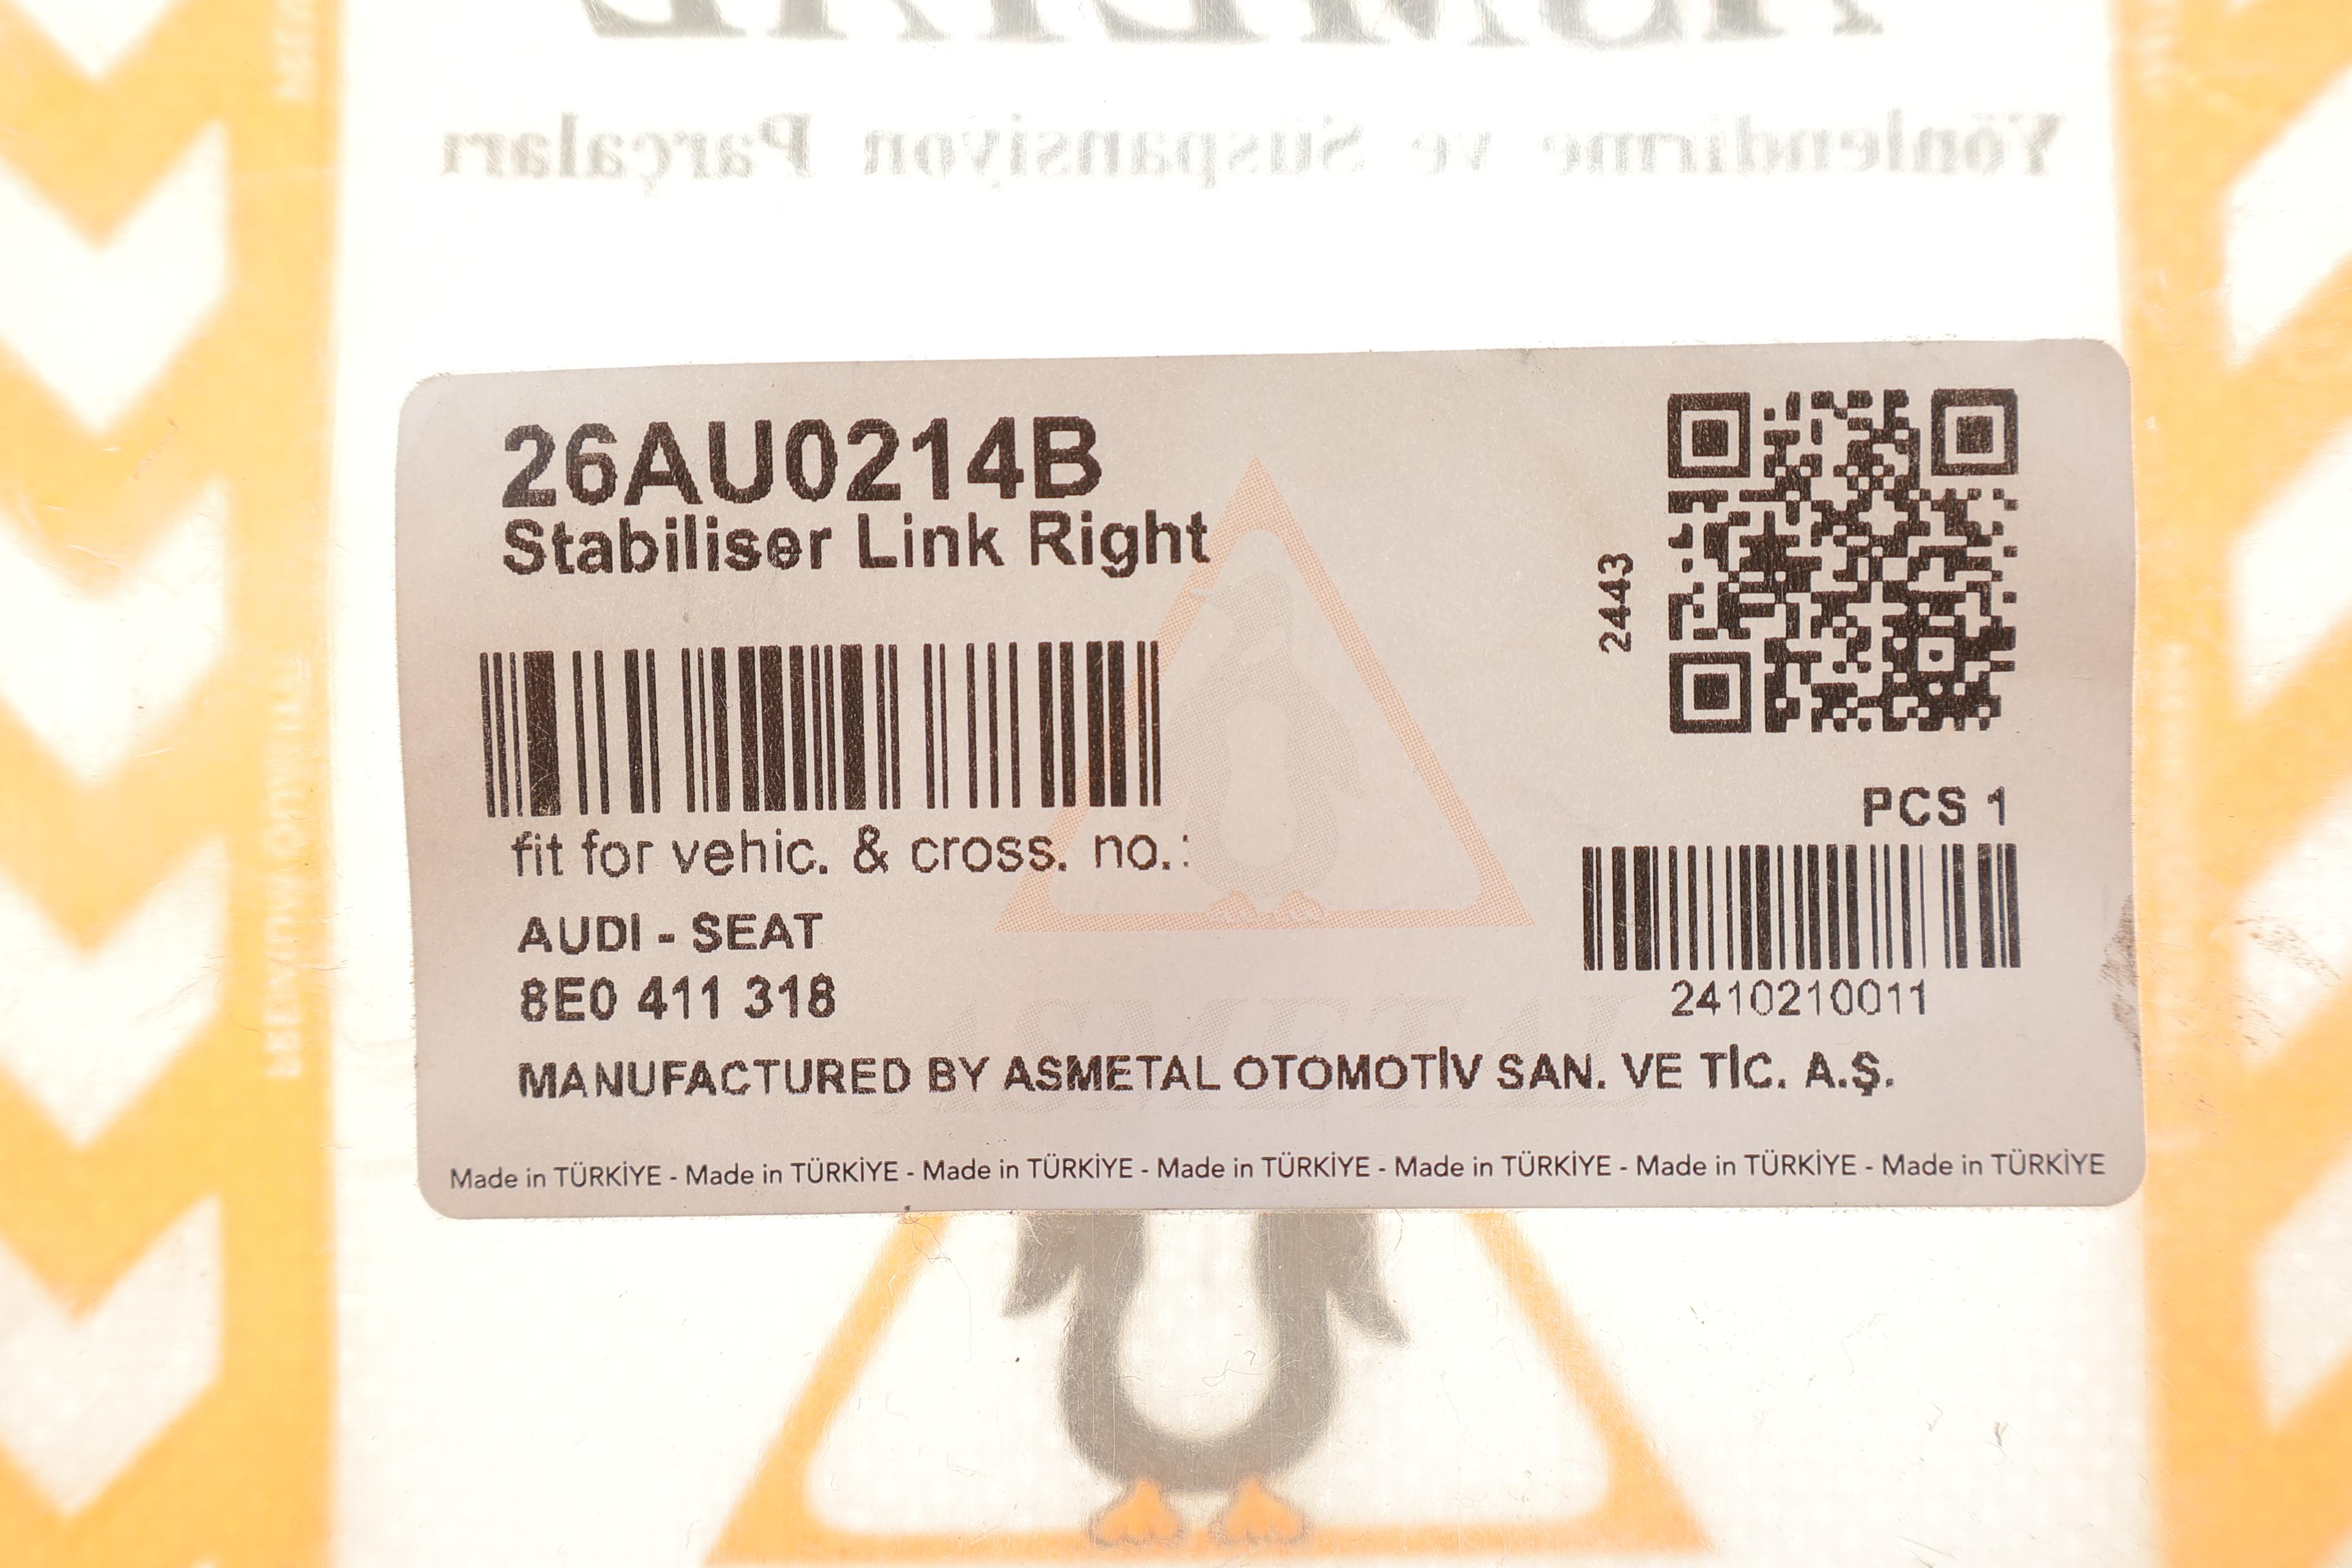 Yönlendirme ve Süspansiyon Parçaları
26AU0214B
Stabiliser Link Right
2443
fit for vehic. & cross. no.:
PCS 1
AUDI - SEAT
8E0 411 318
2410210011
MANUFACTURED BY ASMETAL OTOMOTİV SAN. VE TİC. A.Ş.
Made in TÜRKİYE - Made in TÜRKİYE - Made in TÜRKİYE - Made in TÜRKİYE - Made in TÜRKİYE - Made in TÜRKİYE - Made in TÜRKİYE